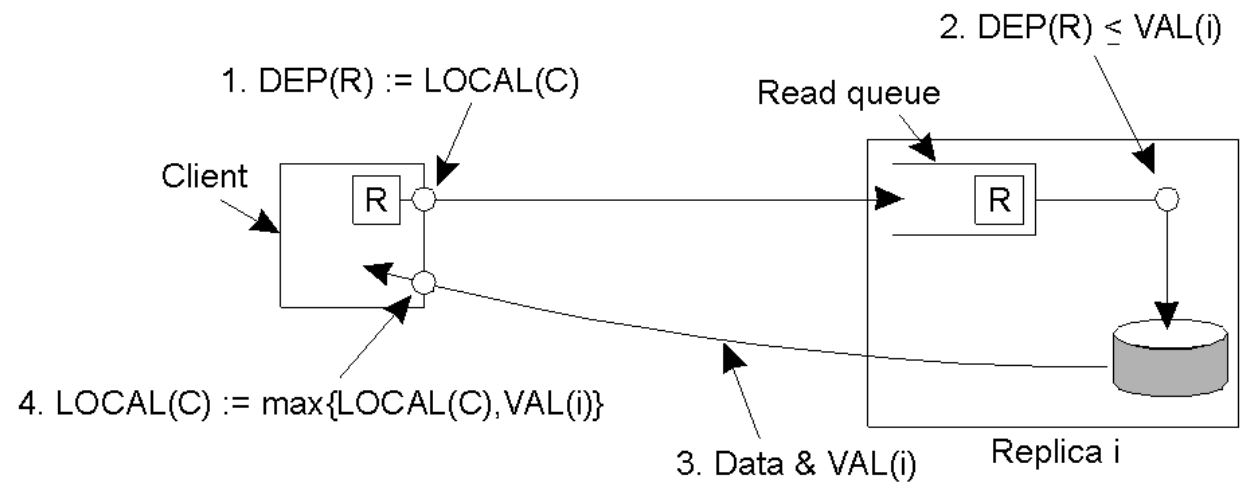 2. DEP(R) ≤ VAL(i)
1. DEP(R) := LOCAL(C)
Read queue
Client
R
R
4. LOCAL(C) := max{LOCAL(C),VAL(i)}
3. Data & VAL(i)
Replica i